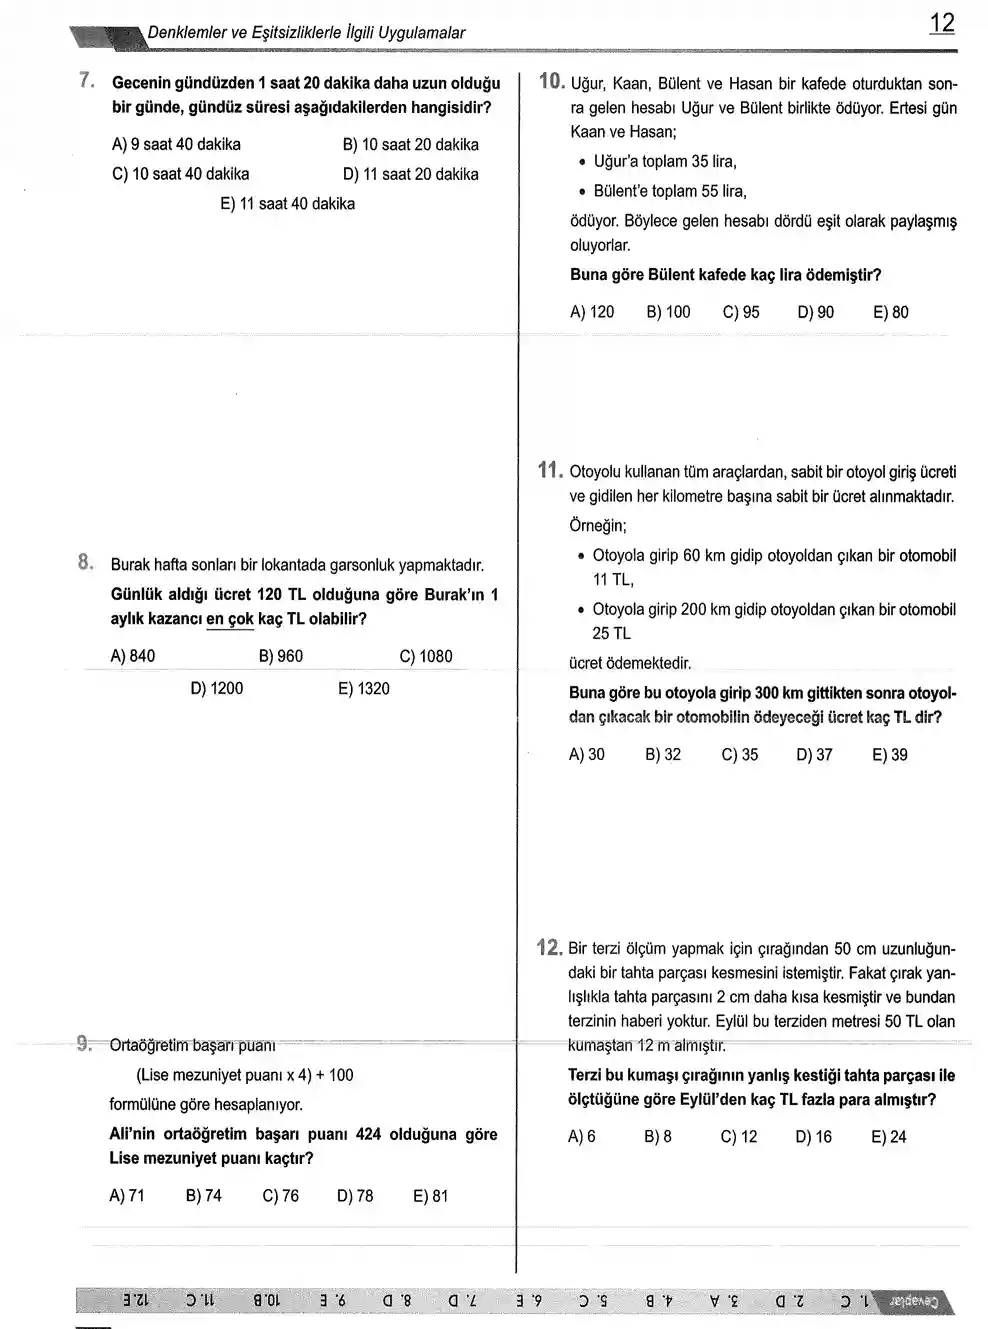 Denklemler ve Eşitsizliklerle İlgili Uygulamalar
12
7. Gecenin gündüzden 1 saat 20 dakika daha uzun olduğu
bir günde, gündüz süresi aşağıdakilerden hangisidir?
A) 9 saat 40 dakika B) 10 saat 20 dakika
C) 10 saat 40 dakika D) 11 saat 20 dakika
E) 11 saat 40 dakika
8. Burak hafta sonları bir lokantada garsonluk yapmaktadır.
Günlük aldığı ücret 120 TL olduğuna göre Burak'ın 1
aylık kazancı en çok kaç TL olabilir?
A) 840 B) 960 C) 1080
D) 1200 E) 1320
9. Ortaöğretim başarı puanı
(Lise mezuniyet puanı x 4) + 100
formülüne göre hesaplanıyor.
Ali'nin ortaöğretim başarı puanı 424 olduğuna göre
Lise mezuniyet puanı kaçtır?
A) 71 B) 74 C) 76 D) 78 E) 81
10. Uğur, Kaan, Bülent ve Hasan bir kafede oturduktan son-
ra gelen hesabı Uğur ve Bülent birlikte ödüyor. Ertesi gün
Kaan ve Hasan;
• Uğur'a toplam 35 lira,
• Bülent'e toplam 55 lira,
ödüyor. Böylece gelen hesabı dördü eşit olarak paylaşmış
oluyorlar.
Buna göre Bülent kafede kaç lira ödemiştir?
A) 120 B) 100 C) 95 D) 90 E) 80
11. Otoyolu kullanan tüm araçlardan, sabit bir otoyol giriş ücreti
ve gidilen her kilometre başına sabit bir ücret alınmaktadır.
Örneğin;
• Otoyola girip 60 km gidip otoyoldan çıkan bir otomobil
11 TL,
• Otoyola girip 200 km gidip otoyoldan çıkan bir otomobil
25 TL
ücret ödemektedir.
Buna göre bu otoyola girip 300 km gittikten sonra otoyol-
dan çıkacak bir otomobilin ödeyeceği ücret kaç TL dir?
A) 30 B) 32 C) 35 D) 37 E) 39
12. Bir terzi ölçüm yapmak için çırağından 50 cm uzunluğun-
daki bir tahta parçası kesmesini istemiştir. Fakat çırak yan-
lışlıkla tahta parçasını 2 cm daha kısa kesmiştir ve bundan
terzinin haberi yoktur. Eylül bu terziden metresi 50 TL olan
kumaştan 12 m almıştır.
Terzi bu kumaşı çırağının yanlış kestiği tahta parçası ile
ölçtüğüne göre Eylül'den kaç TL fazla para almıştır?
A) 6 B) 8 C) 12 D) 16 E) 24
Cevaplar 1. C 2. D 3. A 4. B 5. C 6. E 7. D 8. D 9. E 10. B 11. C 12. E